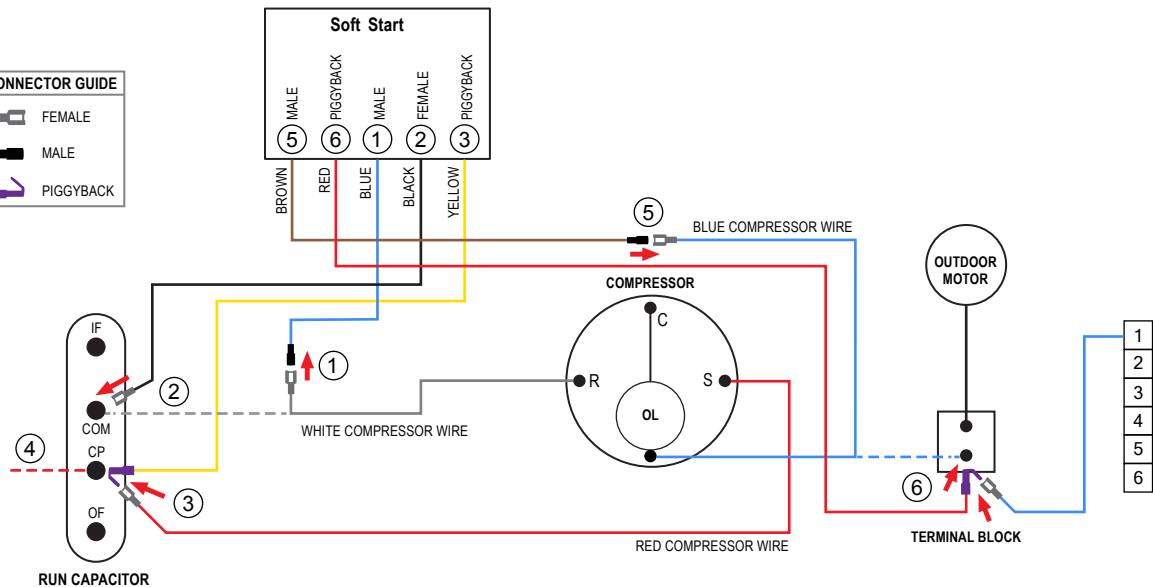 Soft Start
MALE
PIGGYBACK
MALE
FEMALE
PIGGYBACK
5
6
1
2
3
BROWN
RED
BLUE
BLACK
YELLOW
ONNECTOR GUIDE
FEMALE
MALE
PIGGYBACK
5
BLUE COMPRESSOR WIRE
OUTDOOR
MOTOR
COMPRESSOR
C
R
S
OL
IF
COM
CP
OF
1
2
WHITE COMPRESSOR WIRE
4
3
6
1
2
3
4
5
6
TERMINAL BLOCK
RED COMPRESSOR WIRE
RUN CAPACITOR